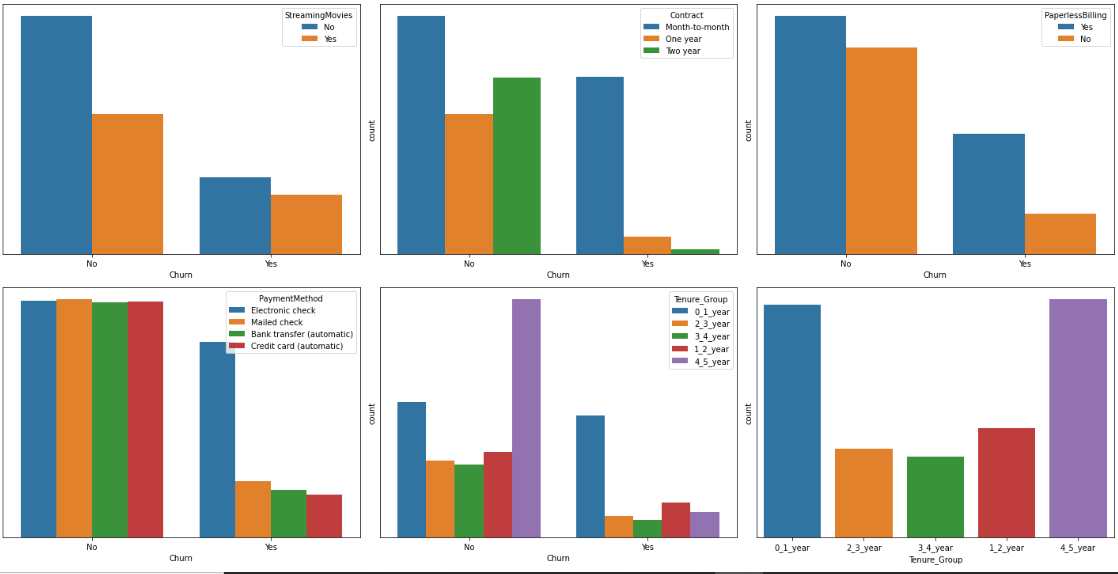 StreamingMovies
No
Yes
No Yes
Churn
Contract
Month-to-month
One year
Two year
count
No Yes
Churn
PaperlessBilling
Yes
No
count
No Yes
Churn
PaymentMethod
Electronic check
Mailed check
Bank transfer (automatic)
Credit card (automatic)
No Yes
Churn
Tenure_Group
0_1_year
2_3_year
3_4_year
1_2_year
4_5_year
count
No Yes
Churn
count
0_1_year 2_3_year 3_4_year 1_2_year 4_5_year
Tenure_Group